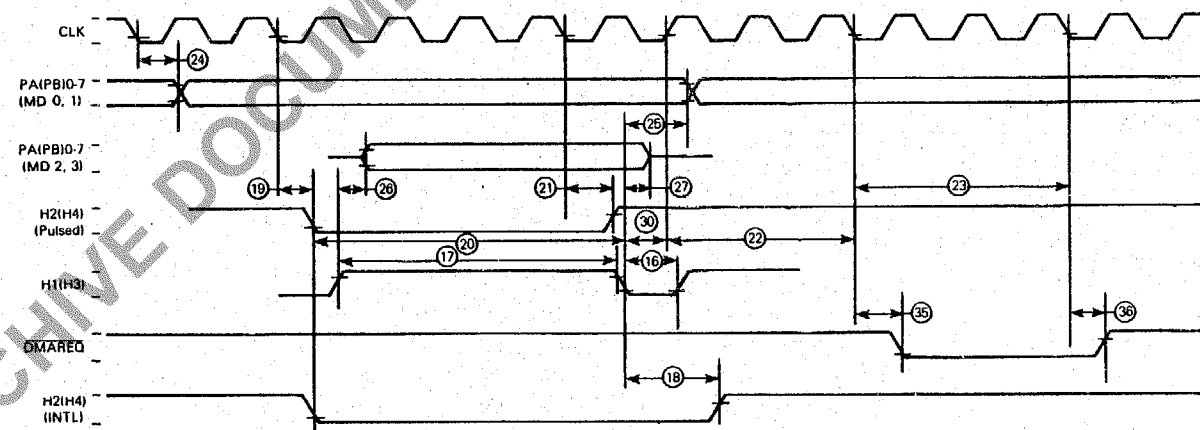 ARCHIVE DOCUMENT
CLK
24
PA(PB)0-7
(MD 0, 1)
25
PA(PB)0-7
(MD 2, 3)
19
26
21
27
23
H2(H4)
(Pulsed)
30
20
22
17
16
H1(H3)
35
36
DMAREQ
18
H2(H4)
(INTL)